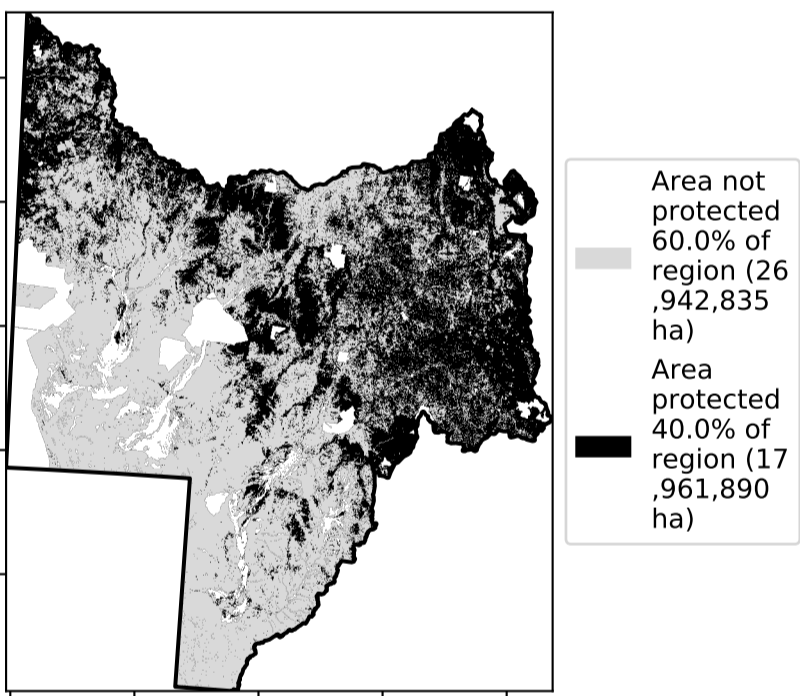 Area not
protected
60.0% of
region (26
,942,835
ha)
Area
protected
40.0% of
region (17
,961,890
ha)